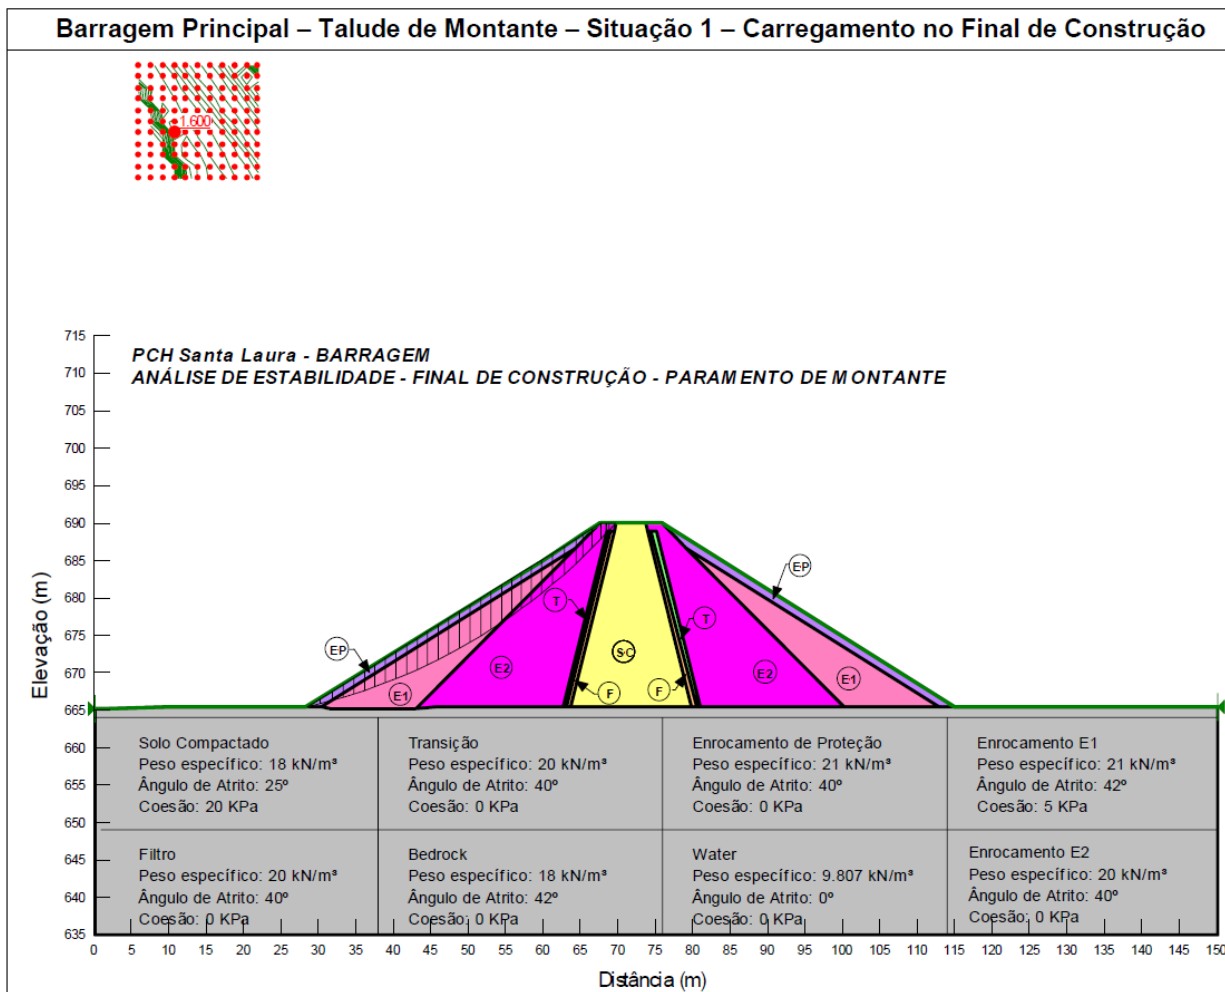 Barragem Principal – Talude de Montante – Situação 1 – Carregamento no Final de Construção
1.600
PCH Santa Laura - BARRAGEM
ANÁLISE DE ESTABILIDADE - FINAL DE CONSTRUÇÃO - PARAMENTO DE MONTANTE
Elevação (m)
715
710
705
700
695
690
685
680
675
670
665
660
655
650
645
640
635
EP
E1
E2
T
F
SC
F
T
E2
E1
EP
Solo Compactado
Peso específico: 18 kN/m³
Ângulo de Atrito: 25º
Coesão: 20 KPa
Transição
Peso específico: 20 kN/m³
Ângulo de Atrito: 40º
Coesão: 0 KPa
Enrocamento de Proteção
Peso específico: 21 kN/m³
Ângulo de Atrito: 40º
Coesão: 0 KPa
Enrocamento E1
Peso específico: 21 kN/m³
Ângulo de Atrito: 42º
Coesão: 5 KPa
Filtro
Peso específico: 20 kN/m³
Ângulo de Atrito: 40º
Coesão: 0 KPa
Bedrock
Peso específico: 18 kN/m³
Ângulo de Atrito: 42º
Coesão: 0 KPa
Water
Peso específico: 9.807 kN/m³
Ângulo de Atrito: 0º
Coesão: 0 KPa
Enrocamento E2
Peso específico: 20 kN/m³
Ângulo de Atrito: 40º
Coesão: 0 KPa
0 5 10 15 20 25 30 35 40 45 50 55 60 65 70 75 80 85 90 95 100 105 110 115 120 125 130 135 140 145 150
Distância (m)